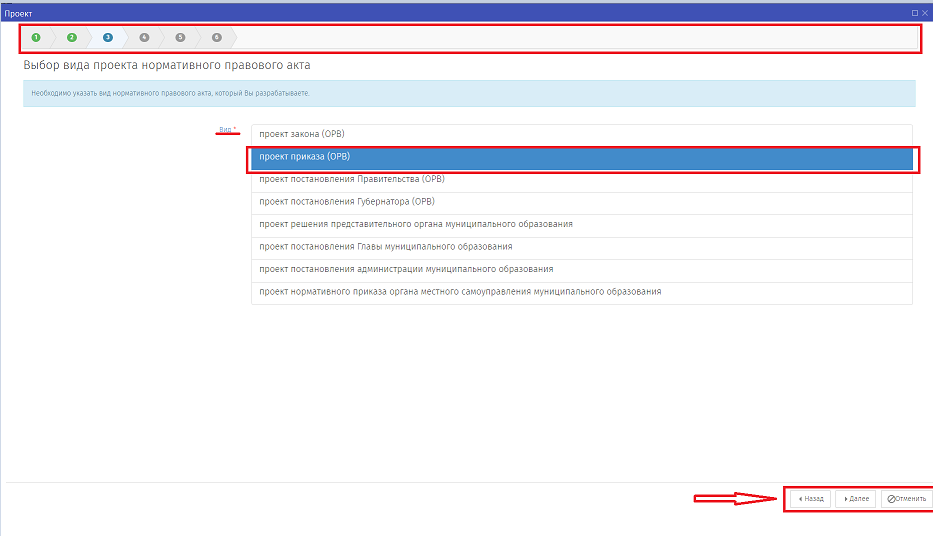 Проект
1 2 3 4 5 6
Выбор вида проекта нормативного правового акта
Необходимо указать вид нормативного правового акта, который Вы разрабатываете.
Вид *
проект закона (ОРВ)
проект приказа (ОРВ)
проект постановления Правительства (ОРВ)
проект постановления Губернатора (ОРВ)
проект решения представительного органа муниципального образования
проект постановления Главы муниципального образования
проект постановления администрации муниципального образования
проект нормативного приказа органа местного самоуправления муниципального образования
Назад Далее Отменить